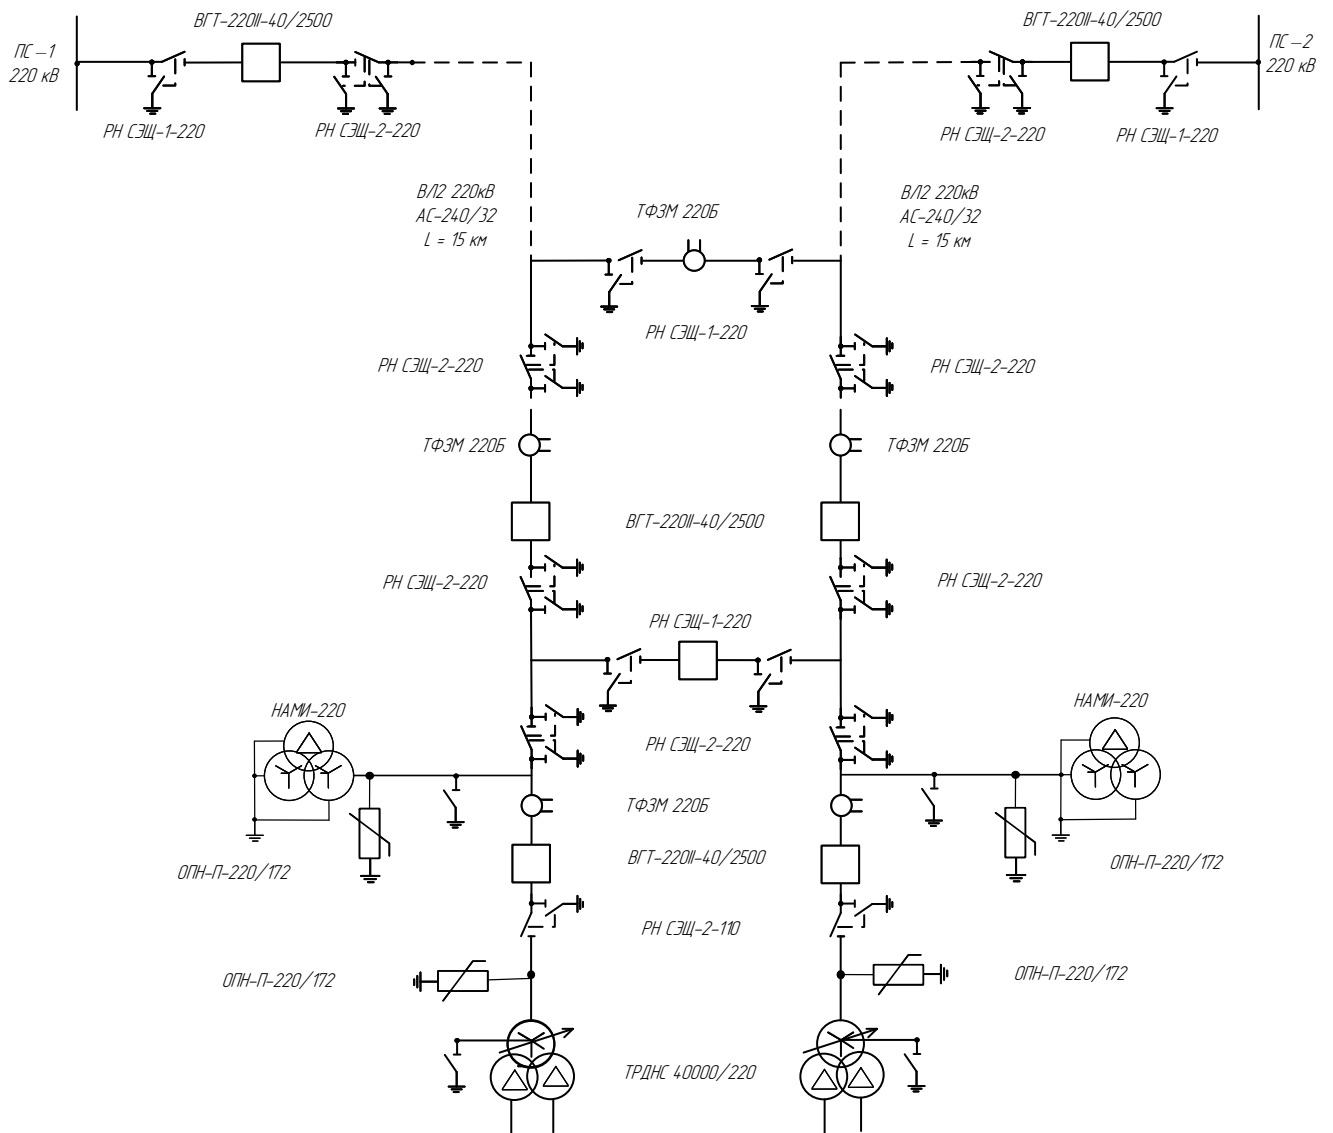 ВГТ-220II-40/2500
ВГТ-220II-40/2500
ПС-1
220 кВ
ПС-2
220 кВ
РН СЭЩ-1-220
РН СЭЩ-2-220
РН СЭЩ-2-220
РН СЭЩ-1-220
ВЛ2 220кВ
АС-240/32
L = 15 км
ТФЗМ 220Б
ВЛ2 220кВ
АС-240/32
L = 15 км
РН СЭЩ-1-220
РН СЭЩ-2-220
РН СЭЩ-2-220
ТФЗМ 220Б
ТФЗМ 220Б
ВГТ-220II-40/2500
РН СЭЩ-2-220
РН СЭЩ-2-220
РН СЭЩ-1-220
НАМИ-220
НАМИ-220
РН СЭЩ-2-220
ТФЗМ 220Б
ВГТ-220II-40/2500
ОПН-П-220/172
ОПН-П-220/172
РН СЭЩ-2-110
ОПН-П-220/172
ОПН-П-220/172
ТРДНС 40000/220